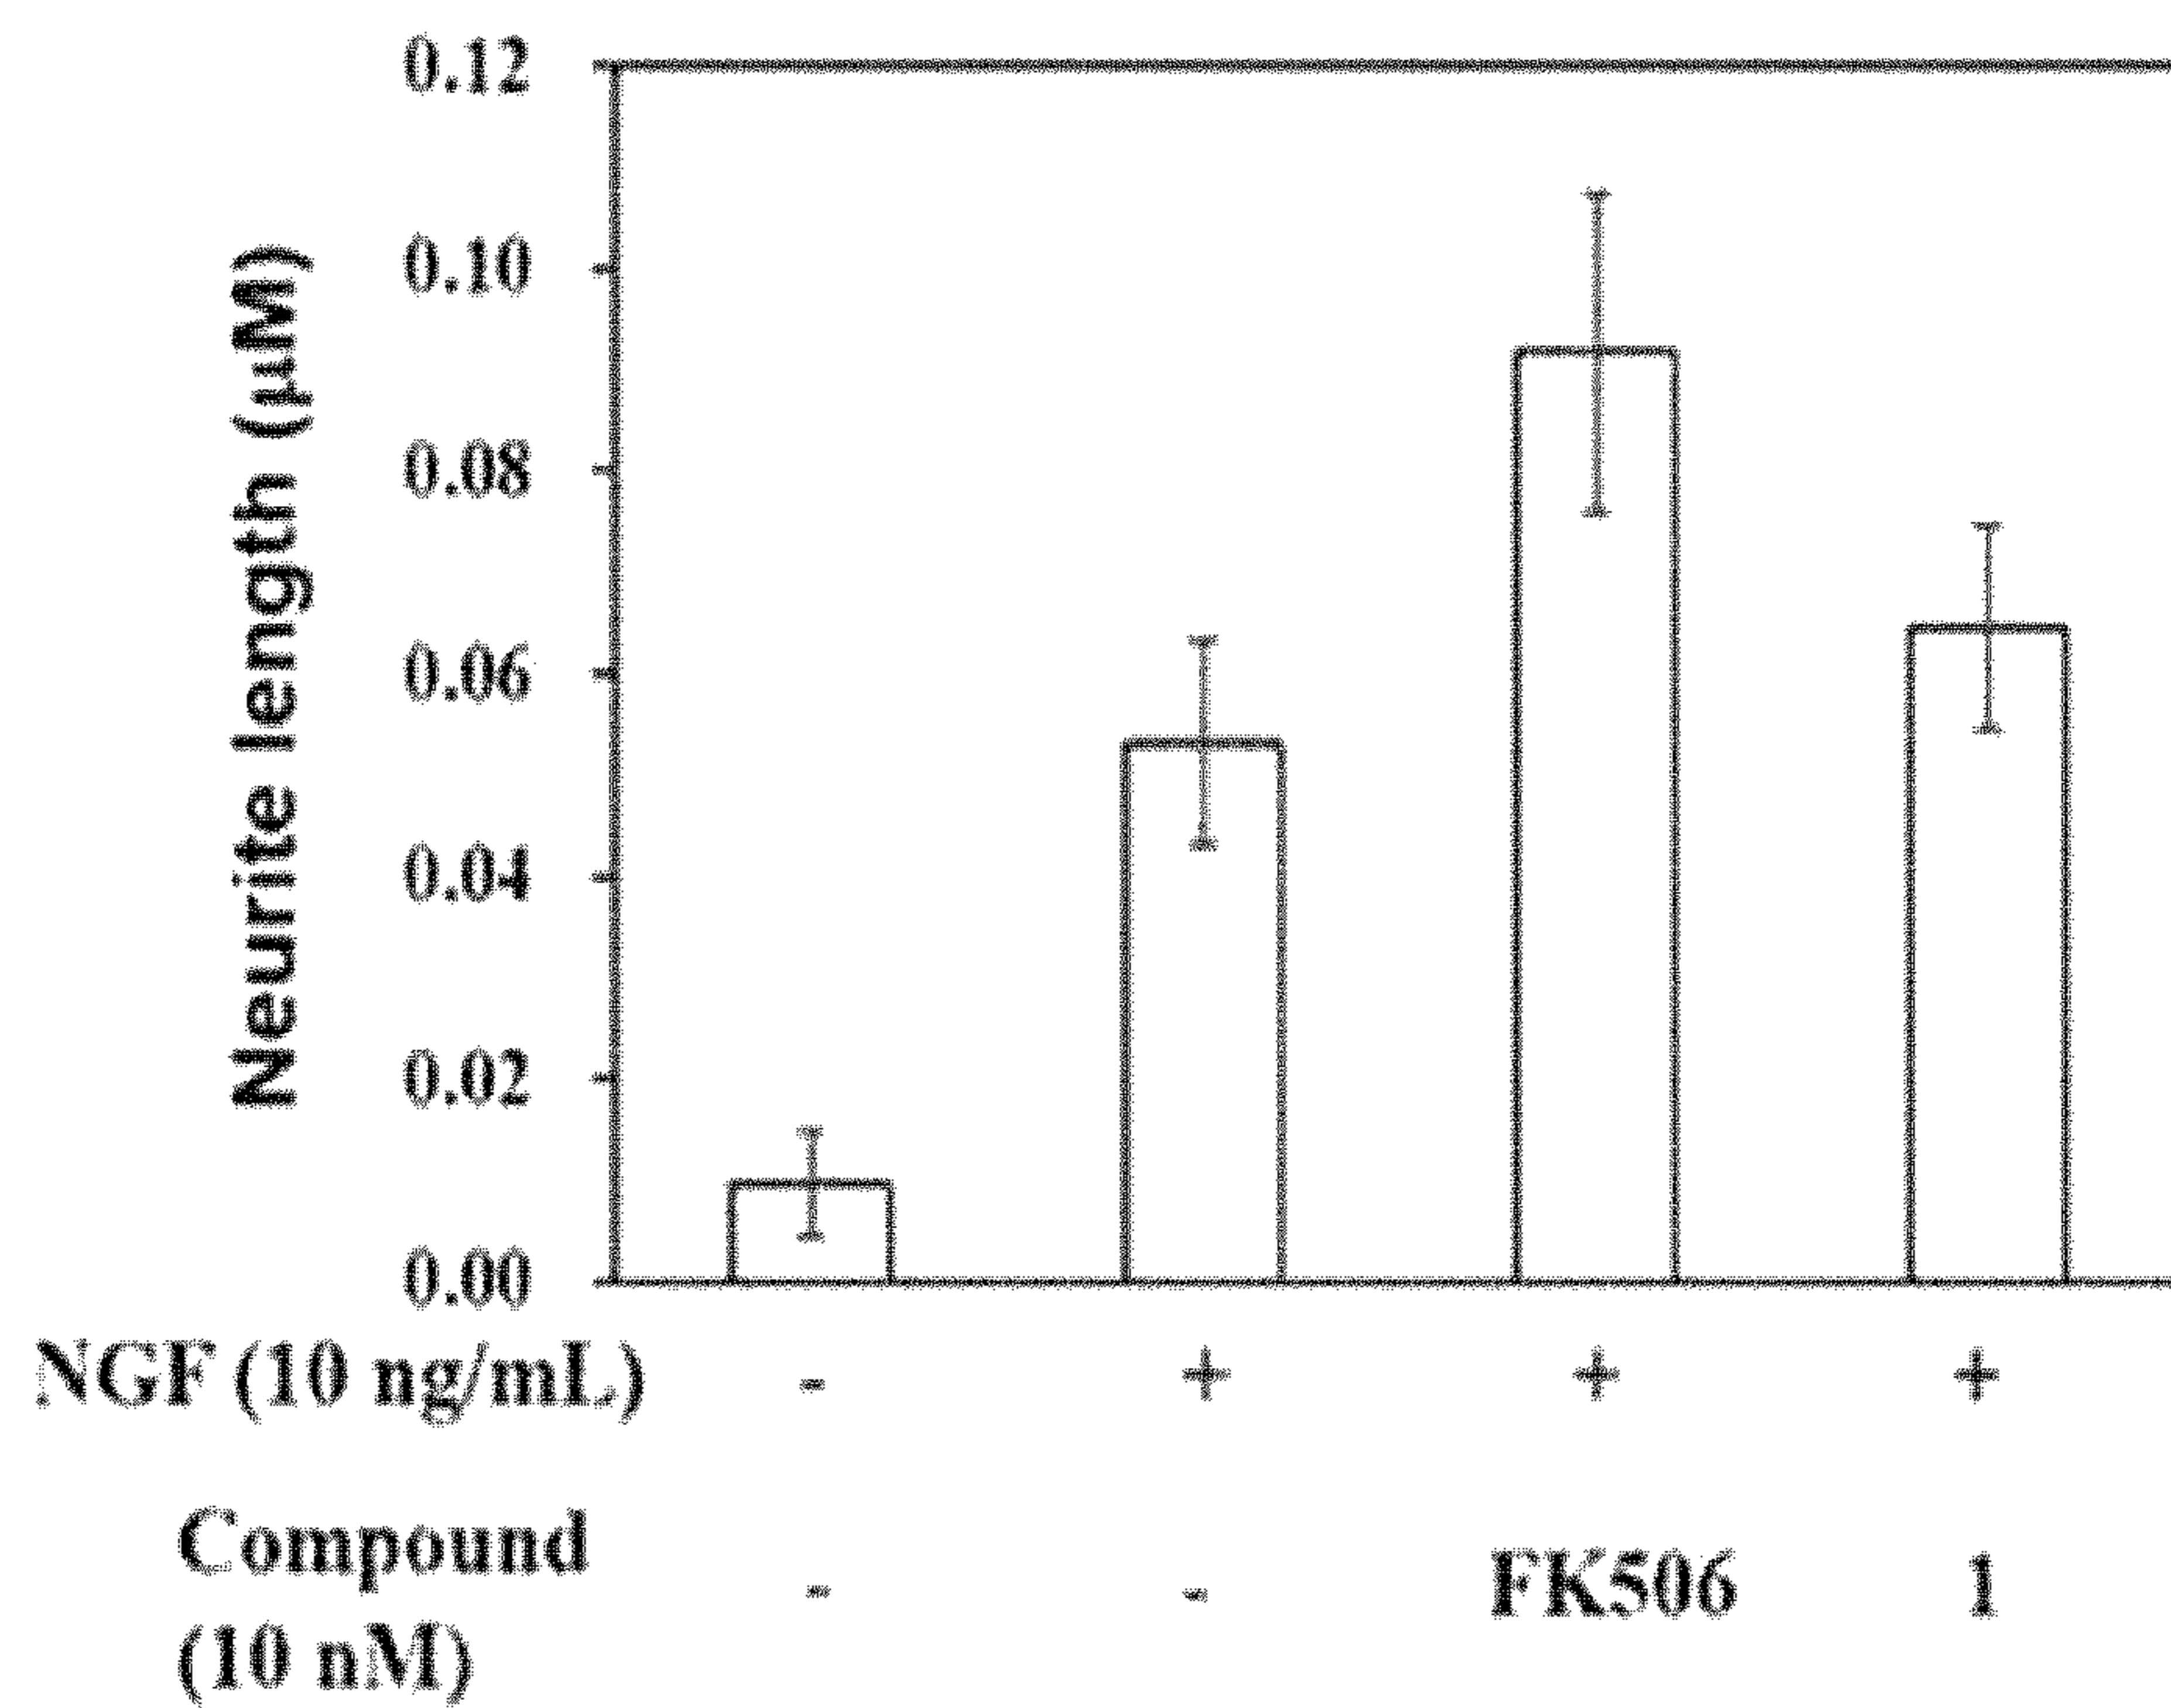 0.12
0.10
0.08
0.06
0.04
0.02
0.00
Neurite length (µM)
NGF (10 ng/mL) - + + +
Compound
(10 nM) - - FK506 1